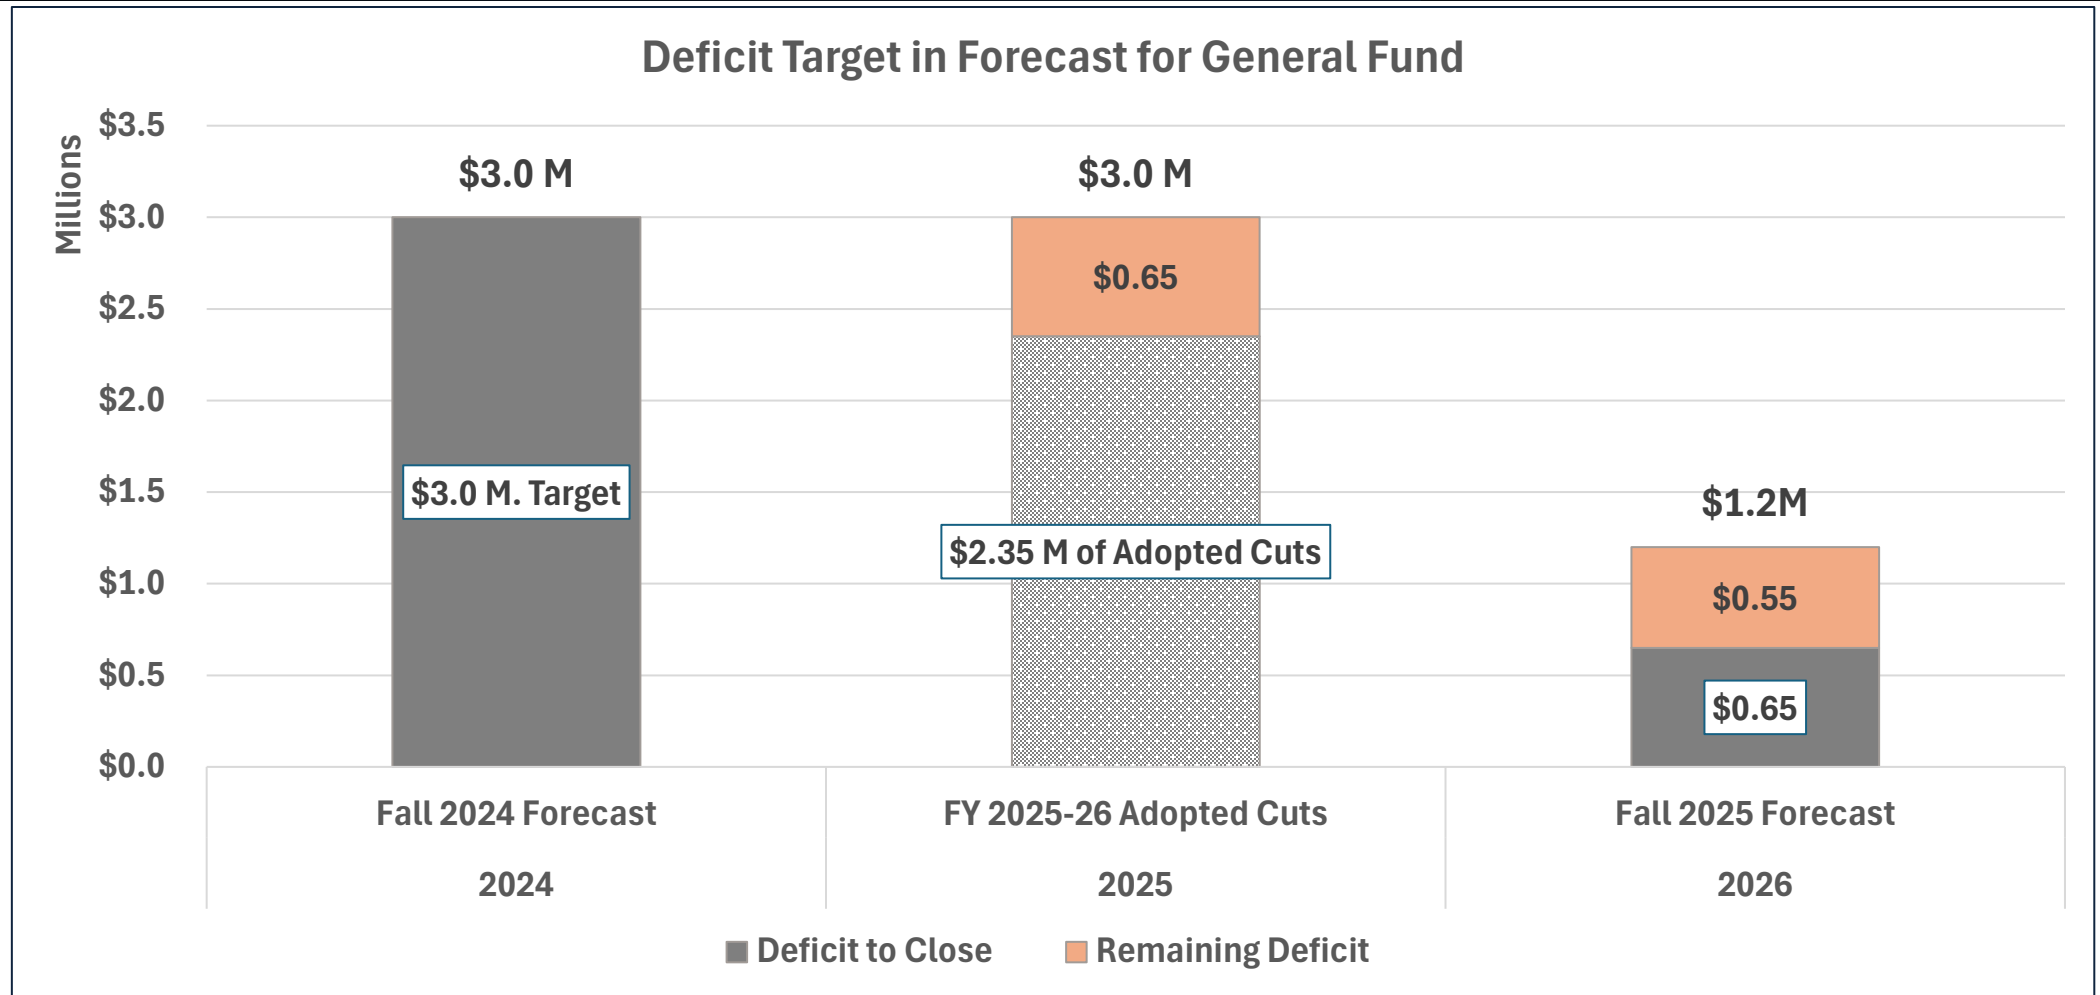 Deficit Target in Forecast for General Fund
Millions
$3.5
$3.0
$2.5
$2.0
$1.5
$1.0
$0.5
$0.0
$3.0 M
$3.0 M. Target
$3.0 M
$0.65
$2.35 M of Adopted Cuts
$1.2M
$0.55
$0.65
Fall 2024 Forecast
FY 2025-26 Adopted Cuts
Fall 2025 Forecast
2024
2025
2026
Deficit to Close
Remaining Deficit